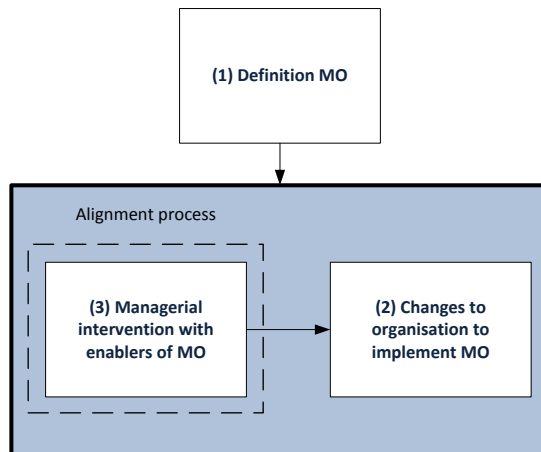 (1) Definition MO
Alignment process
(3) Managerial
intervention with
enablers of MO
(2) Changes to
organisation to
implement MO